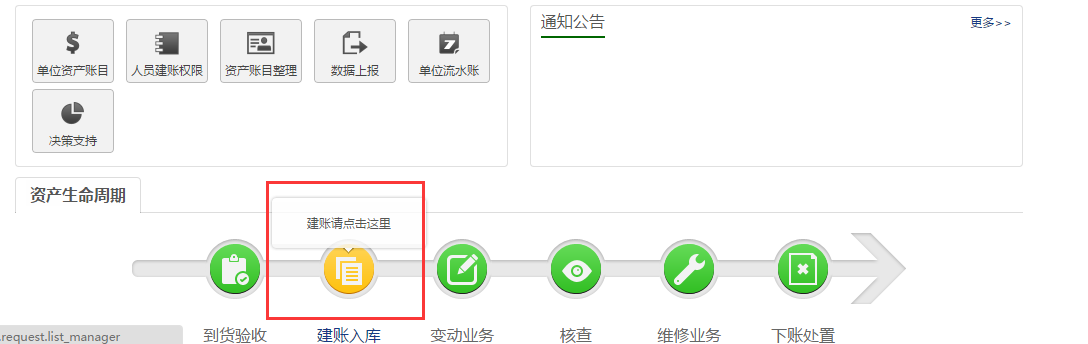 单位资产账目
人员建账权限
资产账目整理
数据上报
单位流水账
决策支持
通知公告
更多>>
资产生命周期
建账请点击这里
到货验收
建账入库
变动业务
核查
维修业务
下账处置
.request.list_manager